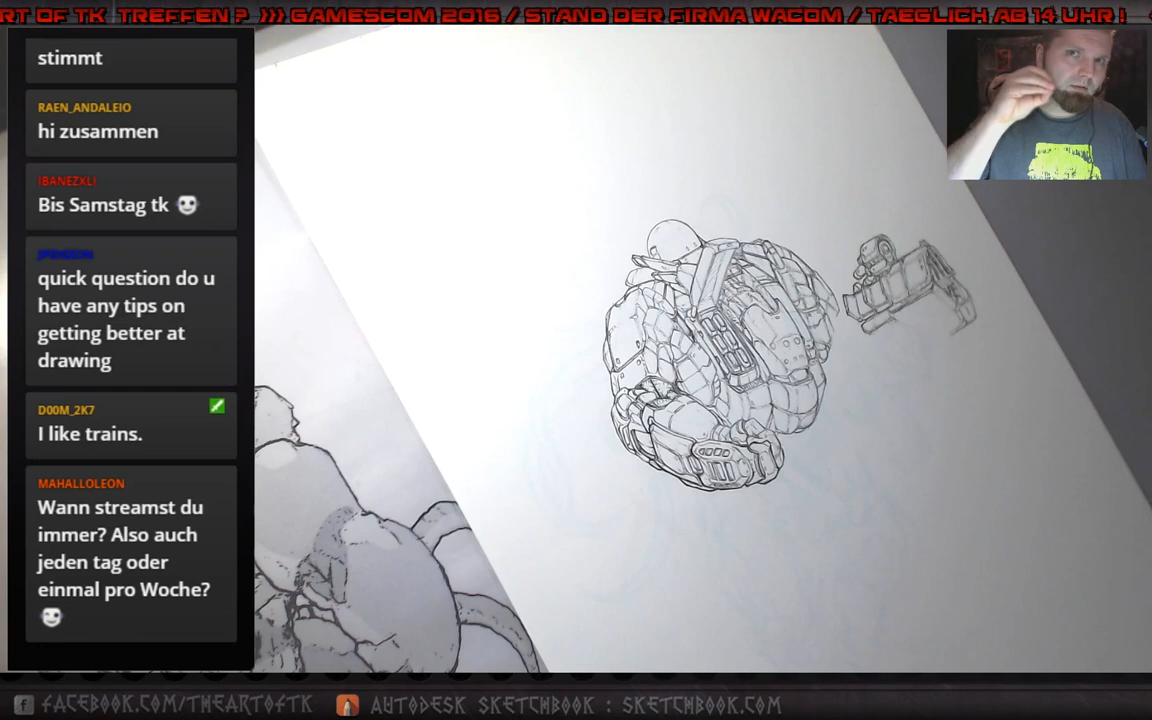 RT OF TK TREFFEN ? >>> GAMESCOM 2016 / STAND DER FIRMA WACOM / TAEGLICH AB 14 UHR !
stimmt
RAEN_ANDALEIO
hi zusammen
IBANEZXLI
Bis Samstag tk
quick question do u
have any tips on
getting better at
drawing
D00M_2K7
I like trains.
MAHALLOLEON
Wann streamst du
immer? Also auch
jeden tag oder
einmal pro Woche?
FACEBOOK.COM/THEARTOFTK
AUTODESK SKETCHBOOK : SKETCHBOOK.COM